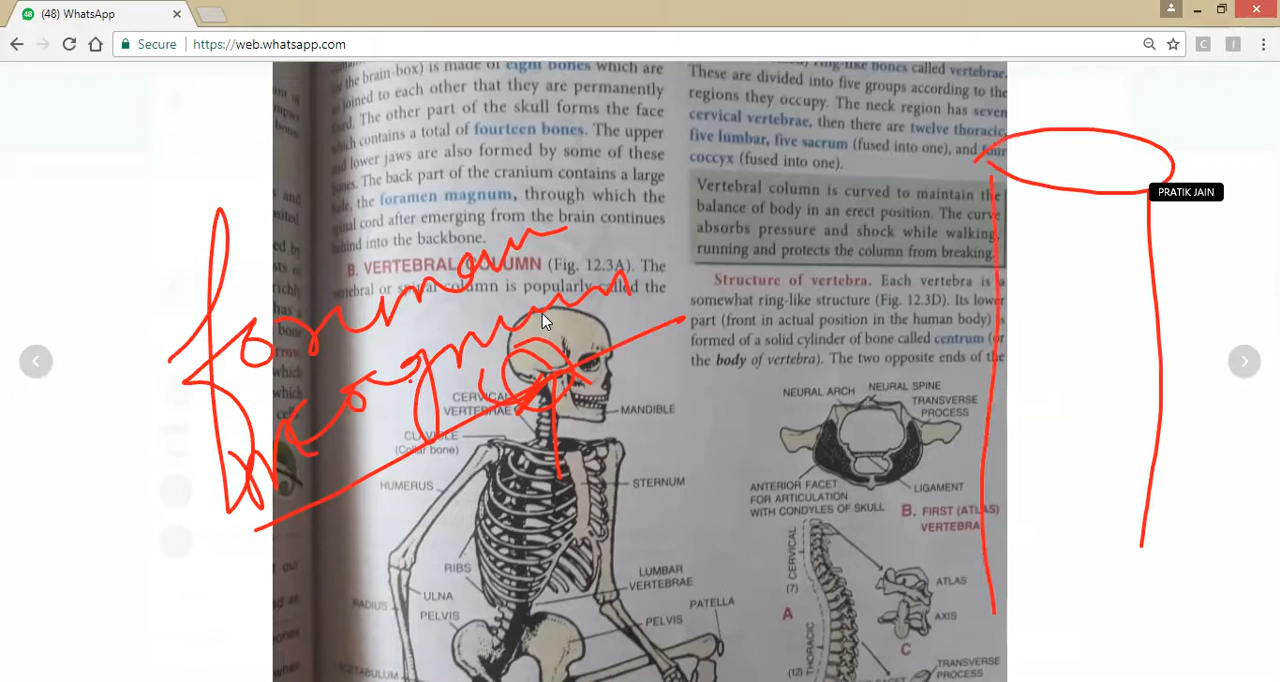 (48) WhatsApp
Secure
https://web.whatsapp.com
PRATIK JAIN
the brain-box) is made of eight bones which are
joined to each other that they are permanently
The other part of the skull forms the face
which contains a total of fourteen bones. The upper
and lower jaws are also formed by some of these
The back part of the cranium contains a large
the foramen magnum, through which the
cord after emerging from the brain continues
behind into the backbone.
B. VERTEBRAL COLUMN (Fig. 12.3A). The
vertebral or column is popularly called the
CERVICAL
VERTEBRAE
MANDIBLE
CLAVICLE
(Collar bone)
HUMERUS
STERNUM
RIBS
LUMBAR
VERTEBRAE
ULNA
RADIUS
PATELLA
PELVIS
PELVIS
ACETABULUM
ring-like bones called vertebrae.
These are divided into five groups according to the
regions they occupy. The neck region has seven
cervical vertebrae, then there are twelve thoracic,
five lumbar, five sacrum (fused into one), and four
coccyx (fused into one).
Vertebral column is curved to maintain the
balance of body in an erect position. The curve
absorbs pressure and shock while walking,
running and protects the column from breaking.
Structure of vertebra. Each vertebra is a
somewhat ring-like structure (Fig. 12.3D). Its lower
part (front in actual position in the human body) is
formed of a solid cylinder of bone called centrum (or
the body of vertebra). The two opposite ends of the
NEURAL ARCH
NEURAL SPINE
TRANSVERSE
PROCESS
ANTERIOR FACET
FOR ARTICULATION
WITH CONDYLES OF SKULL
LIGAMENT
B. FIRST (ATLAS)
VERTEBRA
CERVICAL
(7)
ATLAS
A
AXIS
C
THORACIC
(12)
TRANSVERSE
PROCESS